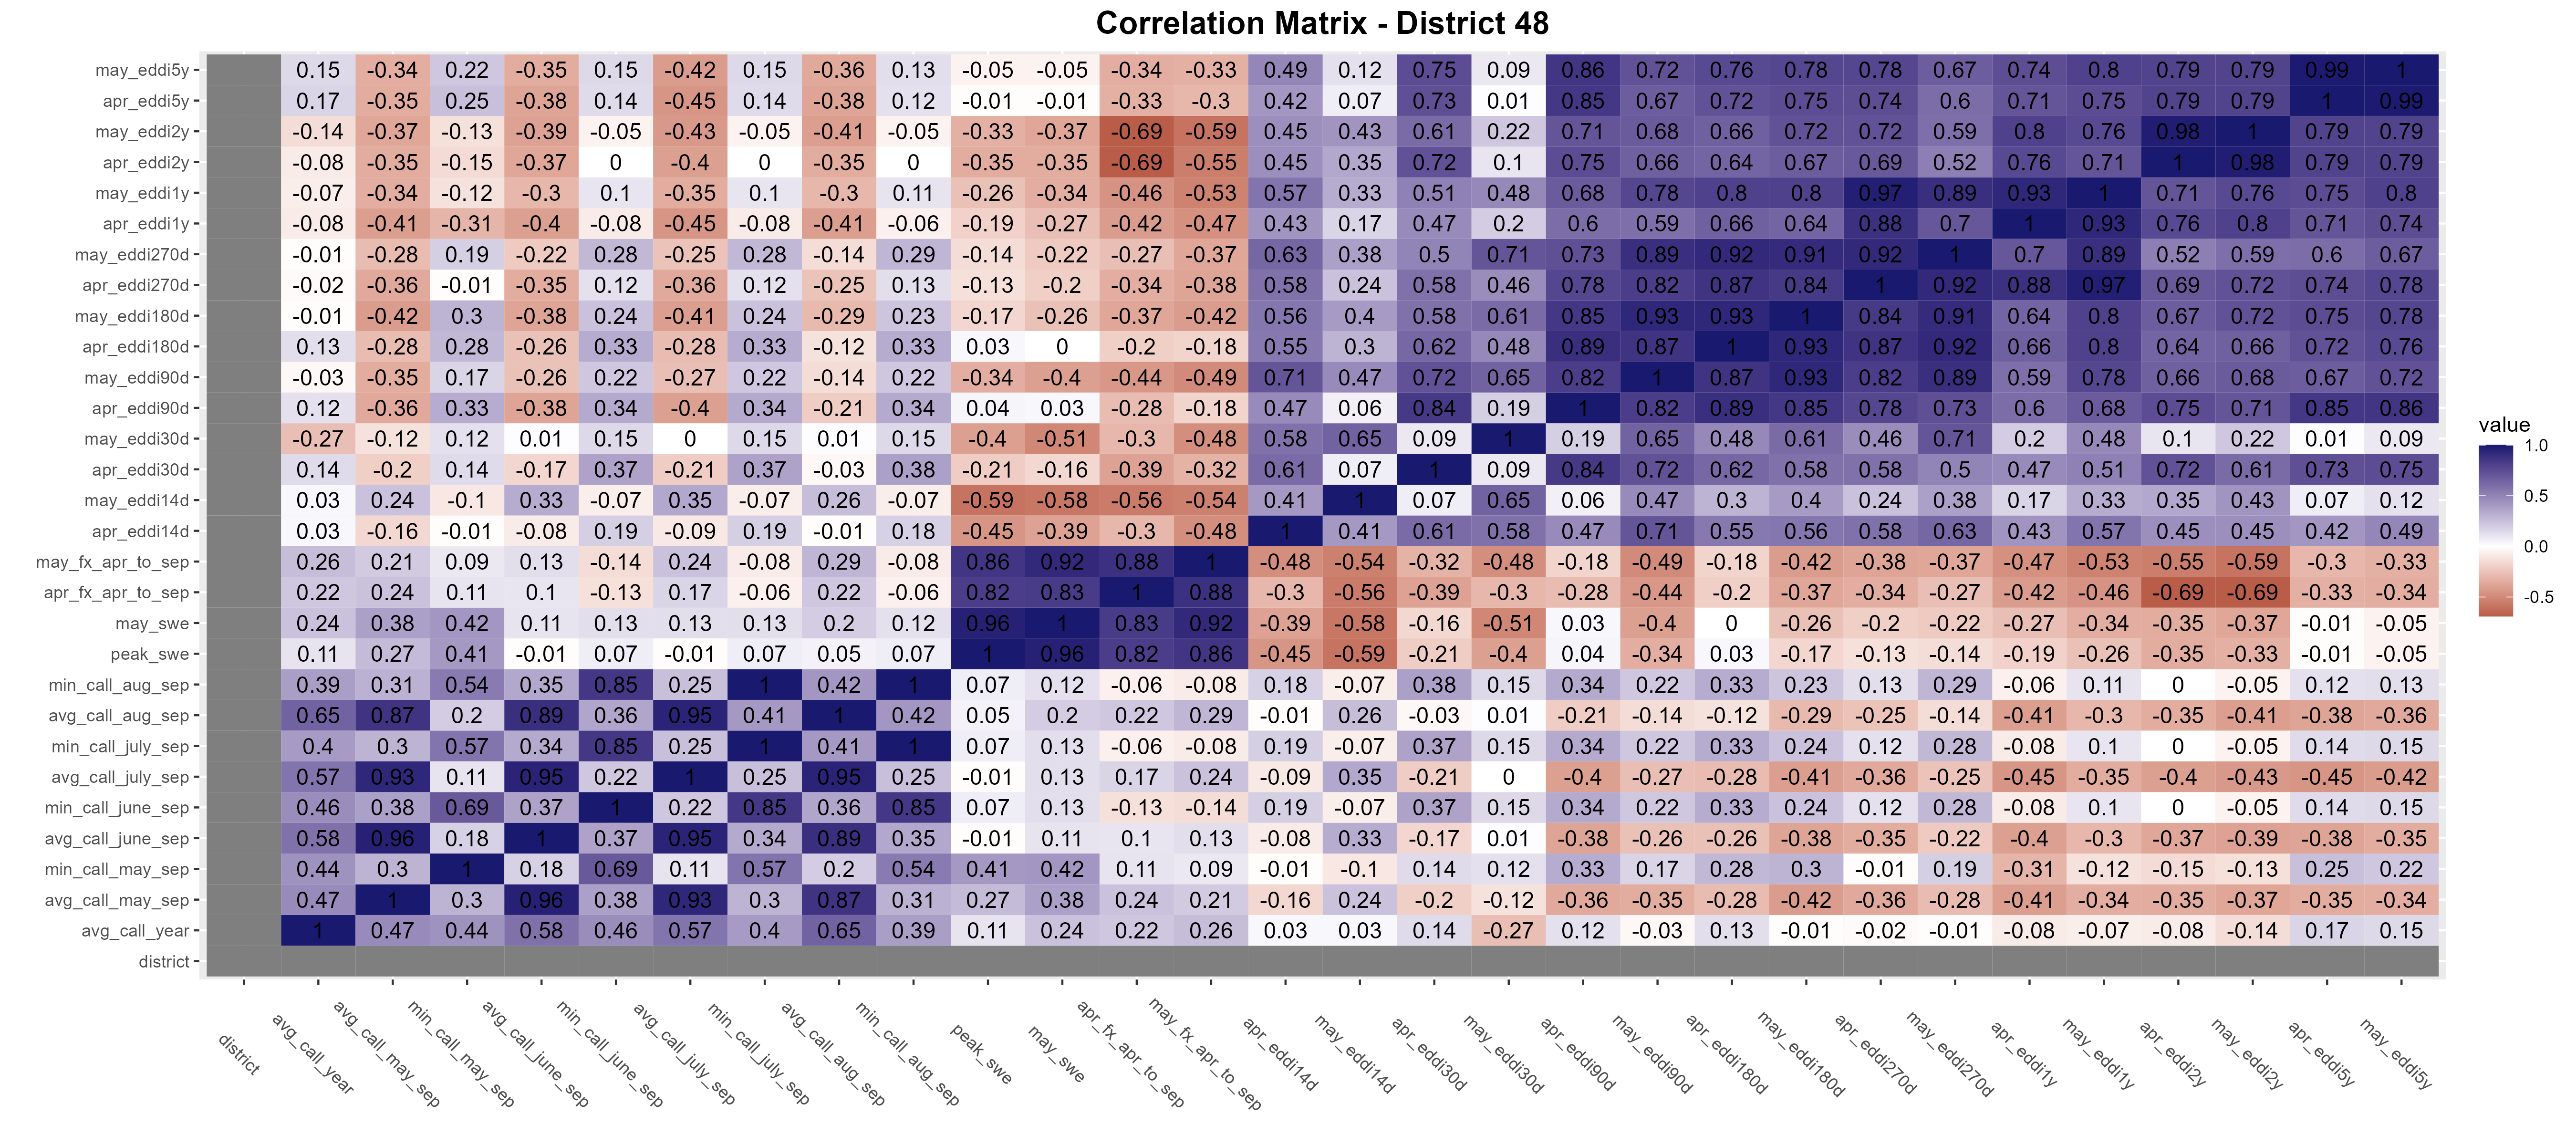 Correlation Matrix - District 48
may_eddi5y 0.15 -0.34 0.22 -0.35 0.15 -0.42 0.15 -0.36 0.13 -0.05 -0.05 -0.34 -0.33 0.49 0.12 0.75 0.09 0.86 0.72 0.76 0.78 0.78 0.67 0.74 0.8 0.79 0.79 0.99 1
apr_eddi5y 0.17 -0.35 0.25 -0.38 0.14 -0.45 0.14 -0.38 0.12 -0.01 -0.01 -0.33 -0.3 0.42 0.07 0.73 0.01 0.85 0.67 0.72 0.75 0.74 0.6 0.71 0.75 0.79 0.79 1 0.99
may_eddi2y -0.14 -0.37 -0.13 -0.39 -0.05 -0.43 -0.05 -0.41 -0.05 -0.33 -0.37 -0.69 -0.59 0.45 0.43 0.61 0.22 0.71 0.68 0.66 0.72 0.72 0.59 0.8 0.76 0.98 1 0.79 0.79
apr_eddi2y -0.08 -0.35 -0.15 -0.37 0 -0.4 0 -0.35 0 -0.35 -0.35 -0.69 -0.55 0.45 0.35 0.72 0.1 0.75 0.66 0.64 0.67 0.69 0.52 0.76 0.71 1 0.98 0.79 0.79
may_eddi1y -0.07 -0.34 -0.12 -0.3 0.1 -0.35 0.1 -0.3 0.11 -0.26 -0.34 -0.46 -0.53 0.57 0.33 0.51 0.48 0.68 0.78 0.8 0.8 0.97 0.89 0.93 1 0.71 0.76 0.75 0.8
apr_eddi1y -0.08 -0.41 -0.31 -0.4 -0.08 -0.45 -0.08 -0.41 -0.06 -0.19 -0.27 -0.42 -0.47 0.43 0.17 0.47 0.2 0.6 0.59 0.66 0.64 0.88 0.7 1 0.93 0.76 0.8 0.71 0.74
may_eddi270d -0.01 -0.28 0.19 -0.22 0.28 -0.25 0.28 -0.14 0.29 -0.14 -0.22 -0.27 -0.37 0.63 0.38 0.5 0.71 0.73 0.89 0.92 0.91 0.92 1 0.7 0.89 0.52 0.59 0.6 0.67
apr_eddi270d -0.02 -0.36 -0.01 -0.35 0.12 -0.36 0.12 -0.25 0.13 -0.13 -0.2 -0.34 -0.38 0.58 0.24 0.58 0.46 0.78 0.82 0.87 0.84 1 0.92 0.88 0.97 0.69 0.72 0.74 0.78
may_eddi180d -0.01 -0.42 0.3 -0.38 0.24 -0.41 0.24 -0.29 0.23 -0.17 -0.26 -0.37 -0.42 0.56 0.4 0.58 0.61 0.85 0.93 0.93 1 0.84 0.91 0.64 0.8 0.67 0.72 0.75 0.78
apr_eddi180d 0.13 -0.28 0.28 -0.26 0.33 -0.28 0.33 -0.12 0.33 0.03 0 -0.2 -0.18 0.55 0.3 0.62 0.48 0.89 0.87 1 0.93 0.87 0.92 0.66 0.8 0.64 0.66 0.72 0.76
may_eddi90d -0.03 -0.35 0.17 -0.26 0.22 -0.27 0.22 -0.14 0.22 -0.34 -0.4 -0.44 -0.49 0.71 0.47 0.72 0.65 0.82 1 0.87 0.93 0.82 0.89 0.59 0.78 0.66 0.68 0.67 0.72
apr_eddi90d 0.12 -0.36 0.33 -0.38 0.34 -0.4 0.34 -0.21 0.34 0.04 0.03 -0.28 -0.18 0.47 0.06 0.84 0.19 1 0.82 0.89 0.85 0.78 0.73 0.6 0.68 0.75 0.71 0.85 0.86
may_eddi30d -0.27 -0.12 0.12 0.01 0.15 0 0.15 0.01 0.15 -0.4 -0.51 -0.3 -0.48 0.58 0.65 0.09 1 0.19 0.65 0.48 0.61 0.46 0.71 0.2 0.48 0.1 0.22 0.01 0.09
apr_eddi30d 0.14 -0.2 0.14 -0.17 0.37 -0.21 0.37 -0.03 0.38 -0.21 -0.16 -0.39 -0.32 0.61 0.07 1 0.09 0.84 0.72 0.62 0.58 0.58 0.5 0.47 0.51 0.72 0.61 0.73 0.75
may_eddi14d 0.03 0.24 -0.1 0.33 -0.07 0.35 -0.07 0.26 -0.07 -0.59 -0.58 -0.56 -0.54 0.41 1 0.07 0.65 0.06 0.47 0.3 0.4 0.24 0.38 0.17 0.33 0.35 0.43 0.07 0.12
apr_eddi14d 0.03 -0.16 -0.01 -0.08 0.19 -0.09 0.19 -0.01 0.18 -0.45 -0.39 -0.3 -0.48 1 0.41 0.61 0.58 0.47 0.71 0.55 0.56 0.58 0.63 0.43 0.57 0.45 0.45 0.42 0.49
may_fx_apr_to_sep 0.26 0.21 0.09 0.13 -0.14 0.24 -0.08 0.29 -0.08 0.86 0.92 0.88 1 -0.48 -0.54 -0.32 -0.48 -0.18 -0.49 -0.18 -0.42 -0.38 -0.37 -0.47 -0.53 -0.55 -0.59 -0.3 -0.33
apr_fx_apr_to_sep 0.22 0.24 0.11 0.1 -0.13 0.17 -0.06 0.22 -0.06 0.82 0.83 1 0.88 -0.3 -0.56 -0.39 -0.3 -0.28 -0.44 -0.2 -0.37 -0.34 -0.27 -0.42 -0.46 -0.69 -0.69 -0.33 -0.34
may_swe 0.24 0.38 0.42 0.11 0.13 0.13 0.13 0.2 0.12 0.96 1 0.83 0.92 -0.39 -0.58 -0.16 -0.51 0.03 -0.4 0 -0.26 -0.2 -0.22 -0.27 -0.34 -0.35 -0.37 -0.01 -0.05
peak_swe 0.11 0.27 0.41 -0.01 0.07 -0.01 0.07 0.05 0.07 1 0.96 0.82 0.86 -0.45 -0.59 -0.21 -0.4 0.04 -0.34 0.03 -0.17 -0.13 -0.14 -0.19 -0.26 -0.35 -0.33 -0.01 -0.05
min_call_aug_sep 0.39 0.31 0.54 0.35 0.85 0.25 1 0.42 1 0.07 0.12 -0.06 -0.08 0.18 -0.07 0.38 0.15 0.34 0.22 0.33 0.23 0.13 0.29 -0.06 0.11 0 -0.05 0.12 0.13
avg_call_aug_sep 0.65 0.87 0.2 0.89 0.36 0.95 0.41 1 0.42 0.05 0.2 0.22 0.29 -0.01 0.26 -0.03 0.01 -0.21 -0.14 -0.12 -0.29 -0.25 -0.14 -0.41 -0.3 -0.35 -0.41 -0.38 -0.36
min_call_july_sep 0.4 0.3 0.57 0.34 0.85 0.25 1 0.41 1 0.07 0.13 -0.06 -0.08 0.19 -0.07 0.37 0.15 0.34 0.22 0.33 0.24 0.12 0.28 -0.08 0.1 0 -0.05 0.14 0.15
avg_call_july_sep 0.57 0.93 0.11 0.95 0.22 1 0.25 0.95 0.25 -0.01 0.13 0.17 0.24 -0.09 0.35 -0.21 0 -0.4 -0.27 -0.28 -0.41 -0.36 -0.25 -0.45 -0.35 -0.4 -0.43 -0.45 -0.42
min_call_june_sep 0.46 0.38 0.69 0.37 1 0.22 0.85 0.36 0.85 0.07 0.13 -0.13 -0.14 0.19 -0.07 0.37 0.15 0.34 0.22 0.33 0.24 0.12 0.28 -0.08 0.1 0 -0.05 0.14 0.15
avg_call_june_sep 0.58 0.96 0.18 1 0.37 0.95 0.34 0.89 0.35 -0.01 0.11 0.1 0.13 -0.08 0.33 -0.17 0.01 -0.38 -0.26 -0.26 -0.38 -0.35 -0.22 -0.4 -0.3 -0.37 -0.39 -0.38 -0.35
min_call_may_sep 0.44 0.3 1 0.18 0.69 0.11 0.57 0.2 0.54 0.41 0.42 0.11 0.09 -0.01 -0.1 0.14 0.12 0.33 0.17 0.28 0.3 -0.01 0.19 -0.31 -0.12 -0.15 -0.13 0.25 0.22
avg_call_may_sep 0.47 1 0.3 0.96 0.38 0.93 0.3 0.87 0.31 0.27 0.38 0.24 0.21 -0.16 0.24 -0.2 -0.12 -0.36 -0.35 -0.28 -0.42 -0.36 -0.28 -0.41 -0.34 -0.35 -0.37 -0.35 -0.34
avg_call_year 1 0.47 0.44 0.58 0.46 0.57 0.4 0.65 0.39 0.11 0.24 0.22 0.26 0.03 0.03 0.14 -0.27 0.12 -0.03 0.13 -0.01 -0.02 -0.01 -0.08 -0.07 -0.08 -0.14 0.17 0.15
district
district avg_call_year avg_call_may_sep min_call_may_sep avg_call_june_sep min_call_june_sep avg_call_july_sep min_call_july_sep avg_call_aug_sep min_call_aug_sep peak_swe may_swe apr_fx_apr_to_sep may_fx_apr_to_sep apr_eddi14d may_eddi14d apr_eddi30d may_eddi30d apr_eddi90d may_eddi90d apr_eddi180d may_eddi180d apr_eddi270d may_eddi270d apr_eddi1y may_eddi1y apr_eddi2y may_eddi2y apr_eddi5y may_eddi5y
value
1.0
0.5
0.0
-0.5